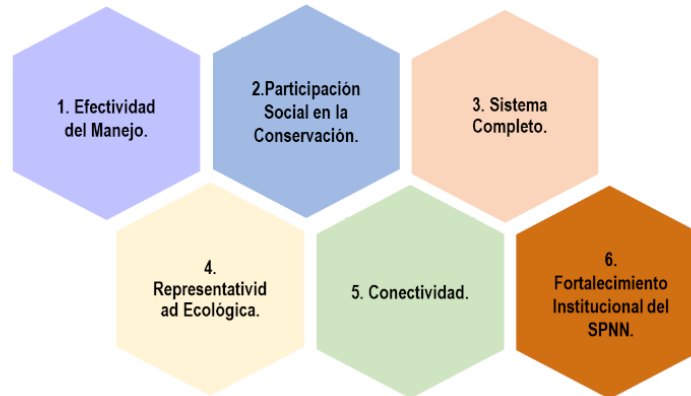 1. Efectividad
del Manejo.
2.Participación
Social en la
Conservación.
3. Sistema
Completo.
4.
Representativid
ad Ecológica.
5. Conectividad.
6.
Fortalecimiento
Institucional del
SPNN.